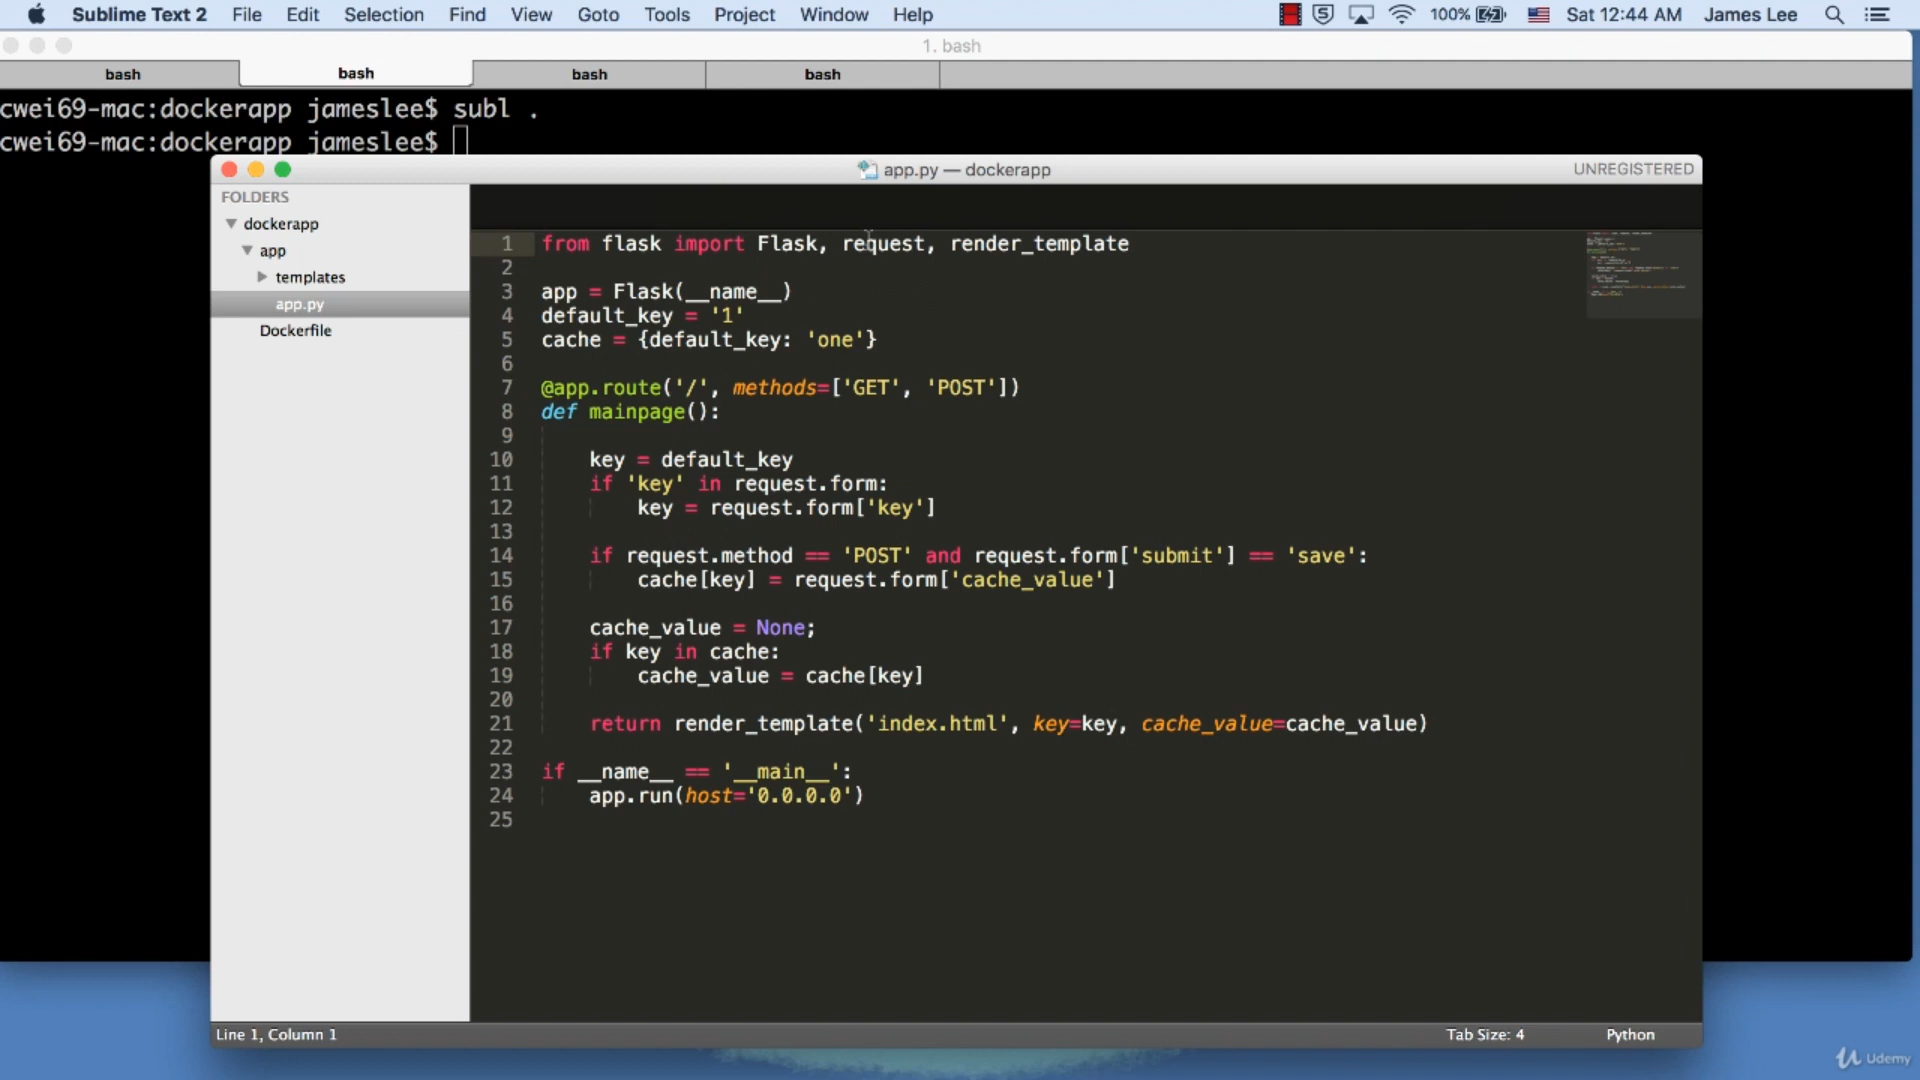 Sublime Text 2 File Edit Selection Find View Goto Tools Project Window Help 100% Sat 12:44 AM James Lee
1. bash
bash bash bash bash
cwei69-mac:dockerapp jameslee$ subl .
cwei69-mac:dockerapp jameslee$
app.py — dockerapp UNREGISTERED
FOLDERS
dockerapp
app
templates
app.py
Dockerfile
1 from flask import Flask, request, render_template
2
3 app = Flask(__name__)
4 default_key = '1'
5 cache = {default_key: 'one'}
6
7 @app.route('/', methods=['GET', 'POST'])
8 def mainpage():
9
10     key = default_key
11     if 'key' in request.form:
12         key = request.form['key']
13
14     if request.method == 'POST' and request.form['submit'] == 'save':
15         cache[key] = request.form['cache_value']
16
17     cache_value = None;
18     if key in cache:
19         cache_value = cache[key]
20
21     return render_template('index.html', key=key, cache_value=cache_value)
22
23 if __name__ == '__main__':
24     app.run(host='0.0.0.0')
25
Line 1, Column 1 Tab Size: 4 Python
Udemy